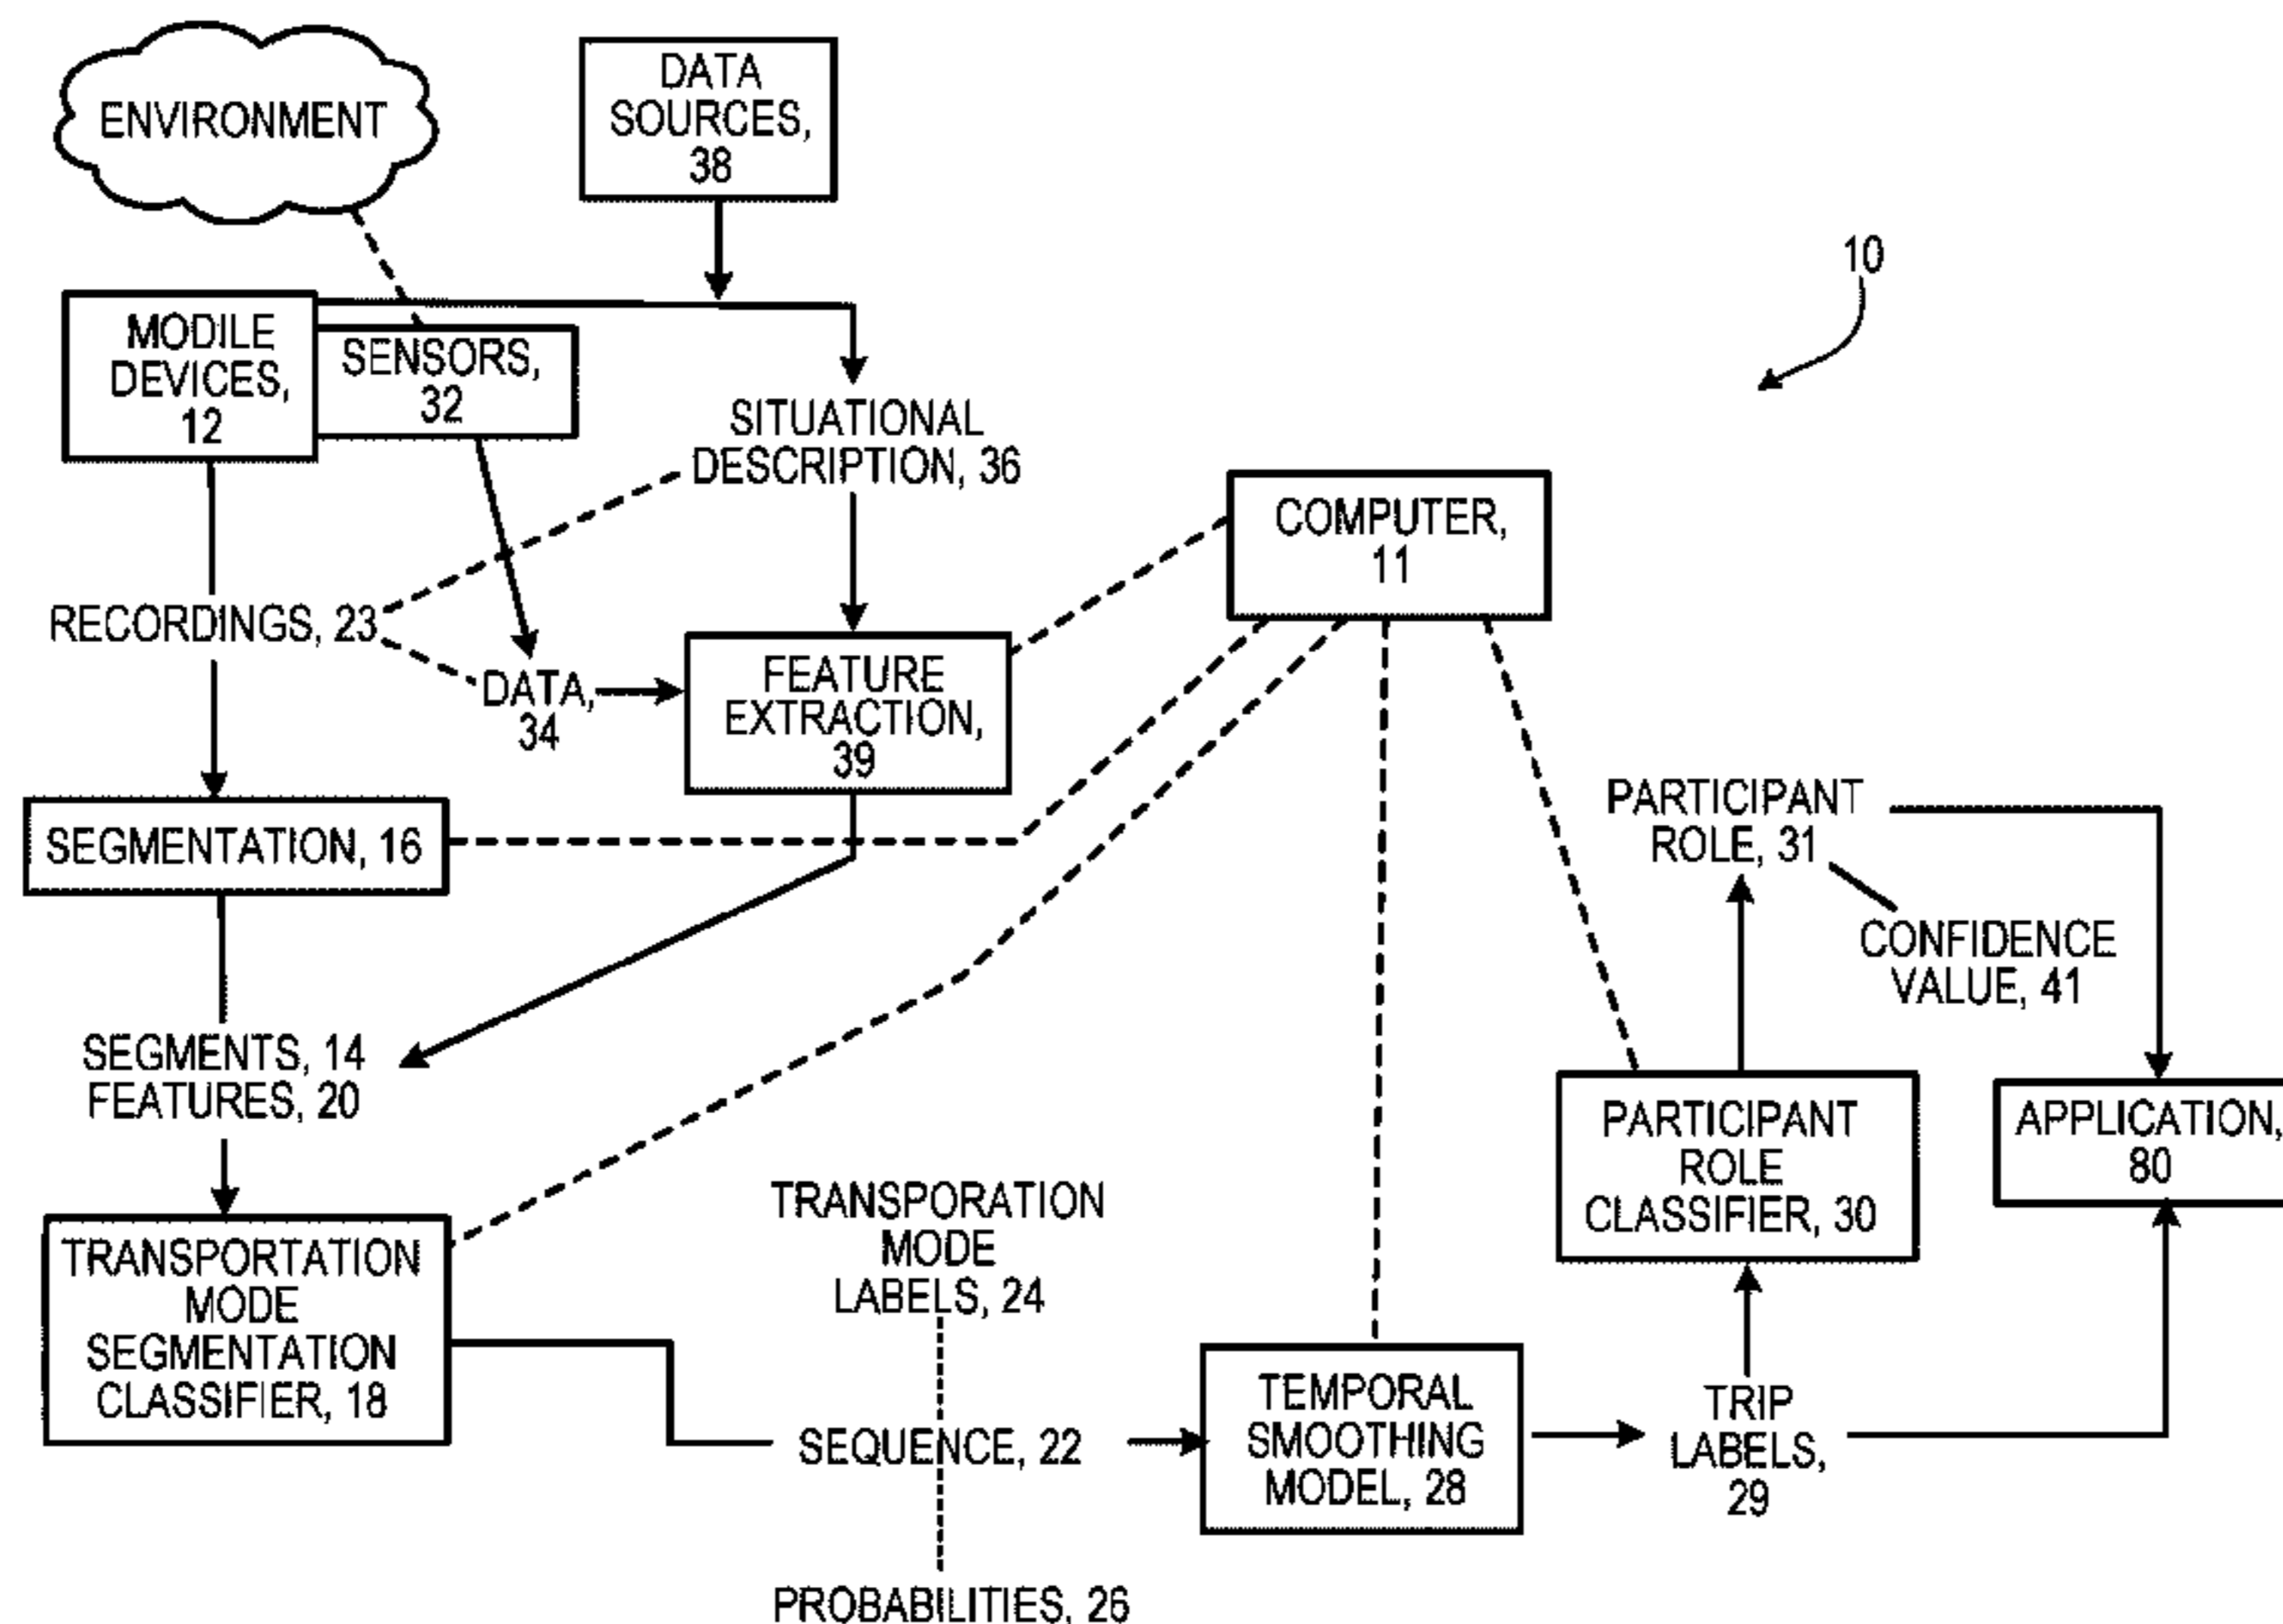 ENVIRONMENT
DATA
SOURCES,
38
10
MODILE
DEVICES,
12
SENSORS,
32
SITUATIONAL
DESCRIPTION, 36
COMPUTER,
11
RECORDINGS, 23
DATA,
34
FEATURE
EXTRACTION,
39
SEGMENTATION, 16
PARTICIPANT
ROLE, 31
CONFIDENCE
VALUE, 41
SEGMENTS, 14
FEATURES, 20
PARTICIPANT
ROLE
CLASSIFIER, 30
APPLICATION,
80
TRANSPORTATION
MODE
SEGMENTATION
CLASSIFIER, 18
TRANSPORATION
MODE
LABELS, 24
SEQUENCE, 22
TEMPORAL
SMOOTHING
MODEL, 28
TRIP
LABELS,
29
PROBABILITIES, 26